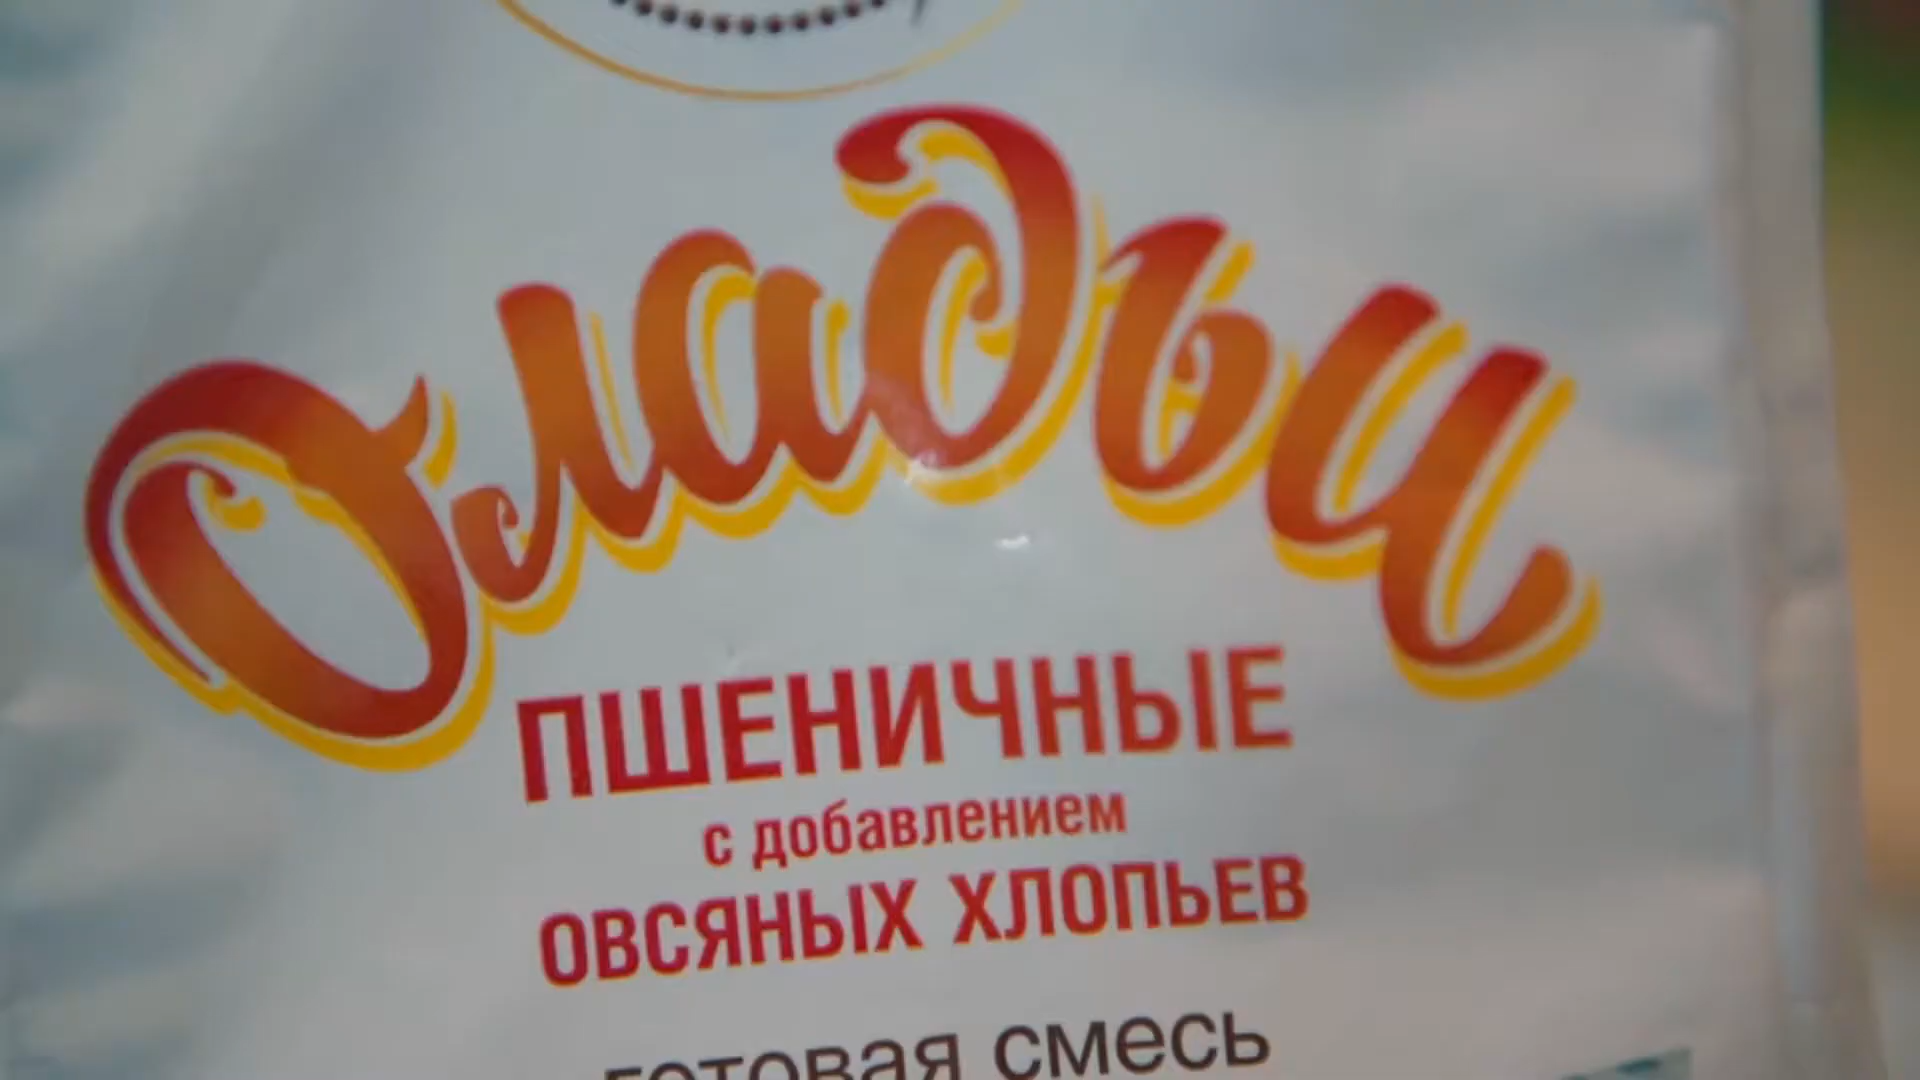 Оладьи
ПШЕНИЧНЫЕ
с добавлением
ОВСЯНЫХ ХЛОПЬЕВ
готовая смесь